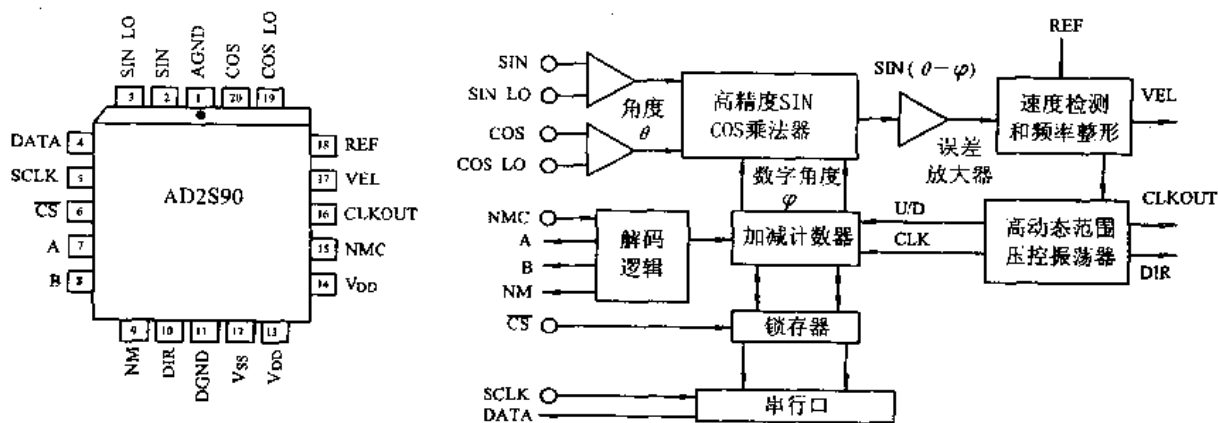 SIN LO
SIN
AGND
COS
COS LO
3
2
1
20
19
DATA 4
SCLK 5
CS 6
A 7
B 8
AD2S90
18 REF
17 VEL
16 CLKOUT
15 NMC
14 VDD
9
10
11
12
13
NM
DIR
DGND
VSS
VDD
SIN
SIN LO
COS
COS LO
角度
θ
高精度SIN
COS乘法器
SIN(θ-φ)
误差
放大器
REF
速度检测
和频率整形
VEL
数字角度
φ
NMC
A
B
NM
解码
逻辑
加减计数器
U/D
CLK
高动态范围
压控振荡器
CLKOUT
DIR
CS
锁存器
SCLK
DATA
串行口